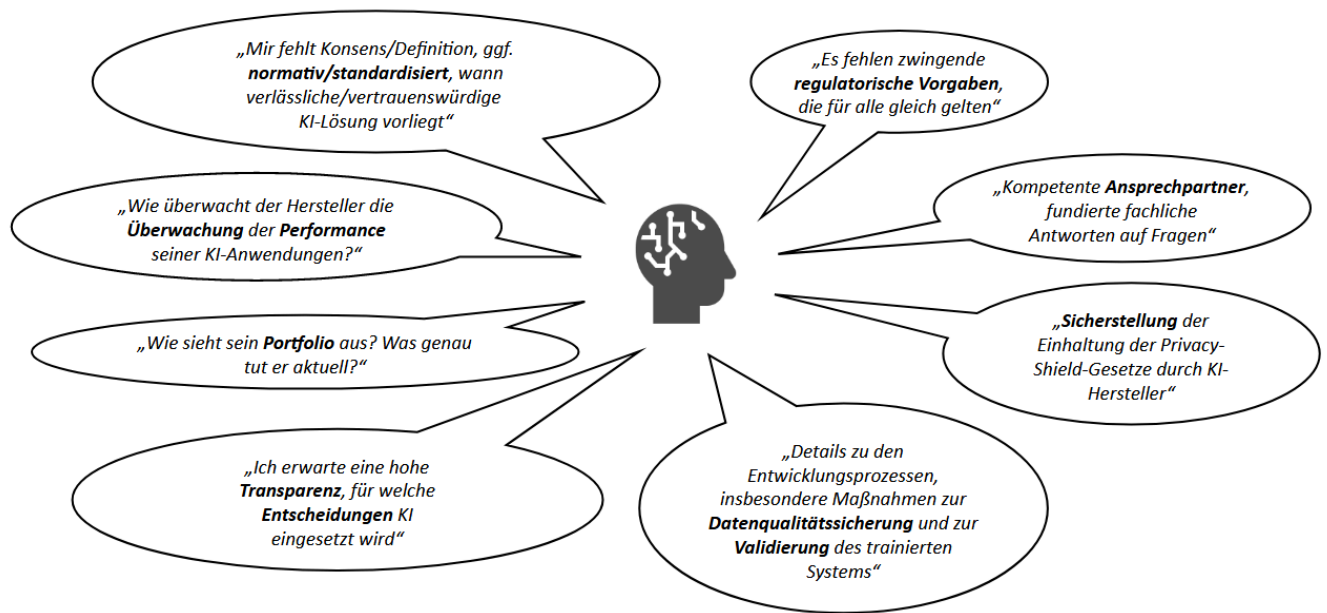 „Mir fehlt Konsens/Definition, ggf.
normativ/standardisiert, wann
verlässliche/vertrauenswürdige
KI-Lösung vorliegt“
„Es fehlen zwingende
regulatorische Vorgaben,
die für alle gleich gelten“
„Wie überwacht der Hersteller die
Überwachung der Performance
seiner KI-Anwendungen?“
„Kompetente Ansprechpartner,
fundierte fachliche
Antworten auf Fragen“
„Wie sieht sein Portfolio aus? Was genau
tut er aktuell?“
„Sicherstellung der
Einhaltung der Privacy-
Shield-Gesetze durch KI-
Hersteller“
„Ich erwarte eine hohe
Transparenz, für welche
Entscheidungen KI
eingesetzt wird“
„Details zu den
Entwicklungsprozessen,
insbesondere Maßnahmen zur
Datenqualitätssicherung und zur
Validierung des trainierten
Systems“